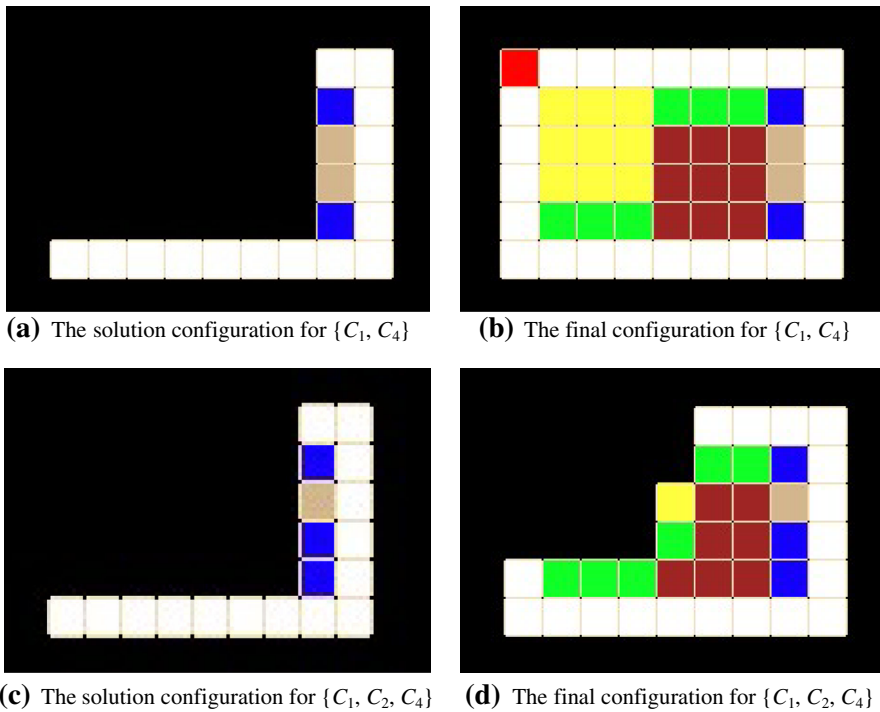 (a) The solution configuration for {C₁, C₄}
(b) The final configuration for {C₁, C₄}
(c) The solution configuration for {C₁, C₂, C₄}
(d) The final configuration for {C₁, C₂, C₄}